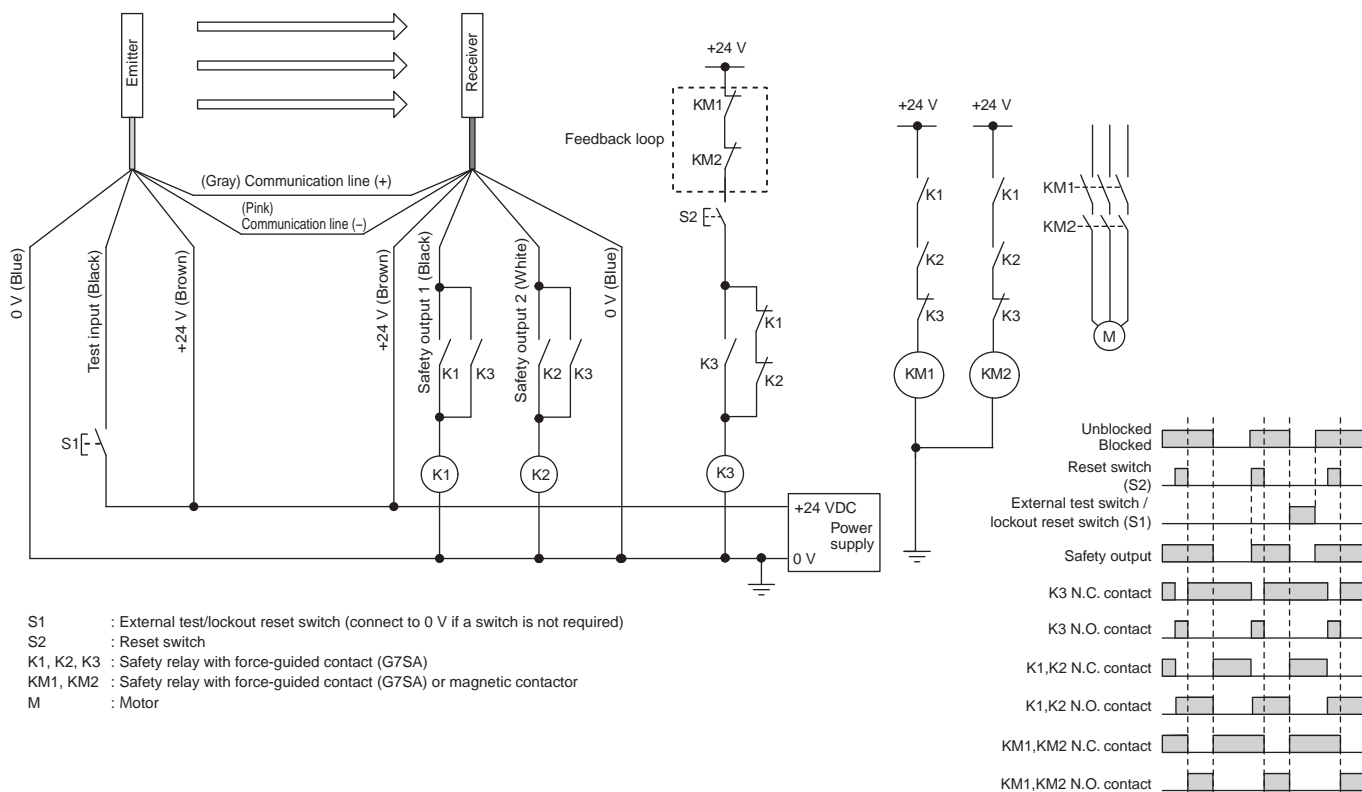 Emitter
Receiver
(Gray) Communication line (+)
(Pink)
Communication line (−)
0 V (Blue)
Test input (Black)
+24 V (Brown)
+24 V (Brown)
Safety output 1 (Black)
Safety output 2 (White)
0 V (Blue)
S1
K1
K3
K2
K3
K1
K2
+24 V
Feedback loop
KM1
KM2
S2
K3
K1
K2
K3
+24 VDC
Power
supply
0 V
+24 V
+24 V
K1
K1
K2
K2
K3
K3
KM1
KM2
KM1
KM2
M
Unblocked
Blocked
Reset switch
(S2)
External test switch /
lockout reset switch (S1)
Safety output
K3 N.C. contact
K3 N.O. contact
K1,K2 N.C. contact
K1,K2 N.O. contact
KM1,KM2 N.C. contact
KM1,KM2 N.O. contact
S1 : External test/lockout reset switch (connect to 0 V if a switch is not required)
S2 : Reset switch
K1, K2, K3 : Safety relay with force-guided contact (G7SA)
KM1, KM2 : Safety relay with force-guided contact (G7SA) or magnetic contactor
M : Motor